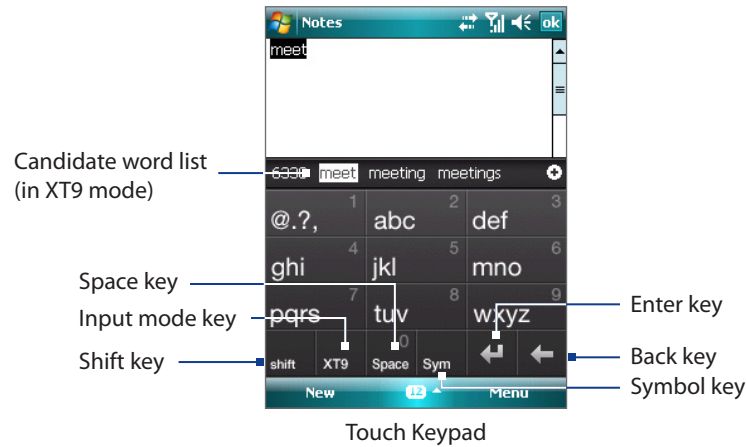 Notes ok
meet
Candidate word list
(in XT9 mode)
6338 meet meeting meetings
1 2 3
@.?, abc def
4 5 6
ghi jkl mno
7 8 9
pqrs tuv wxyz
Space key
Input mode key
Shift key
0
shift XT9 Space Sym
Enter key
Back key
Symbol key
New 12 Menu
Touch Keypad